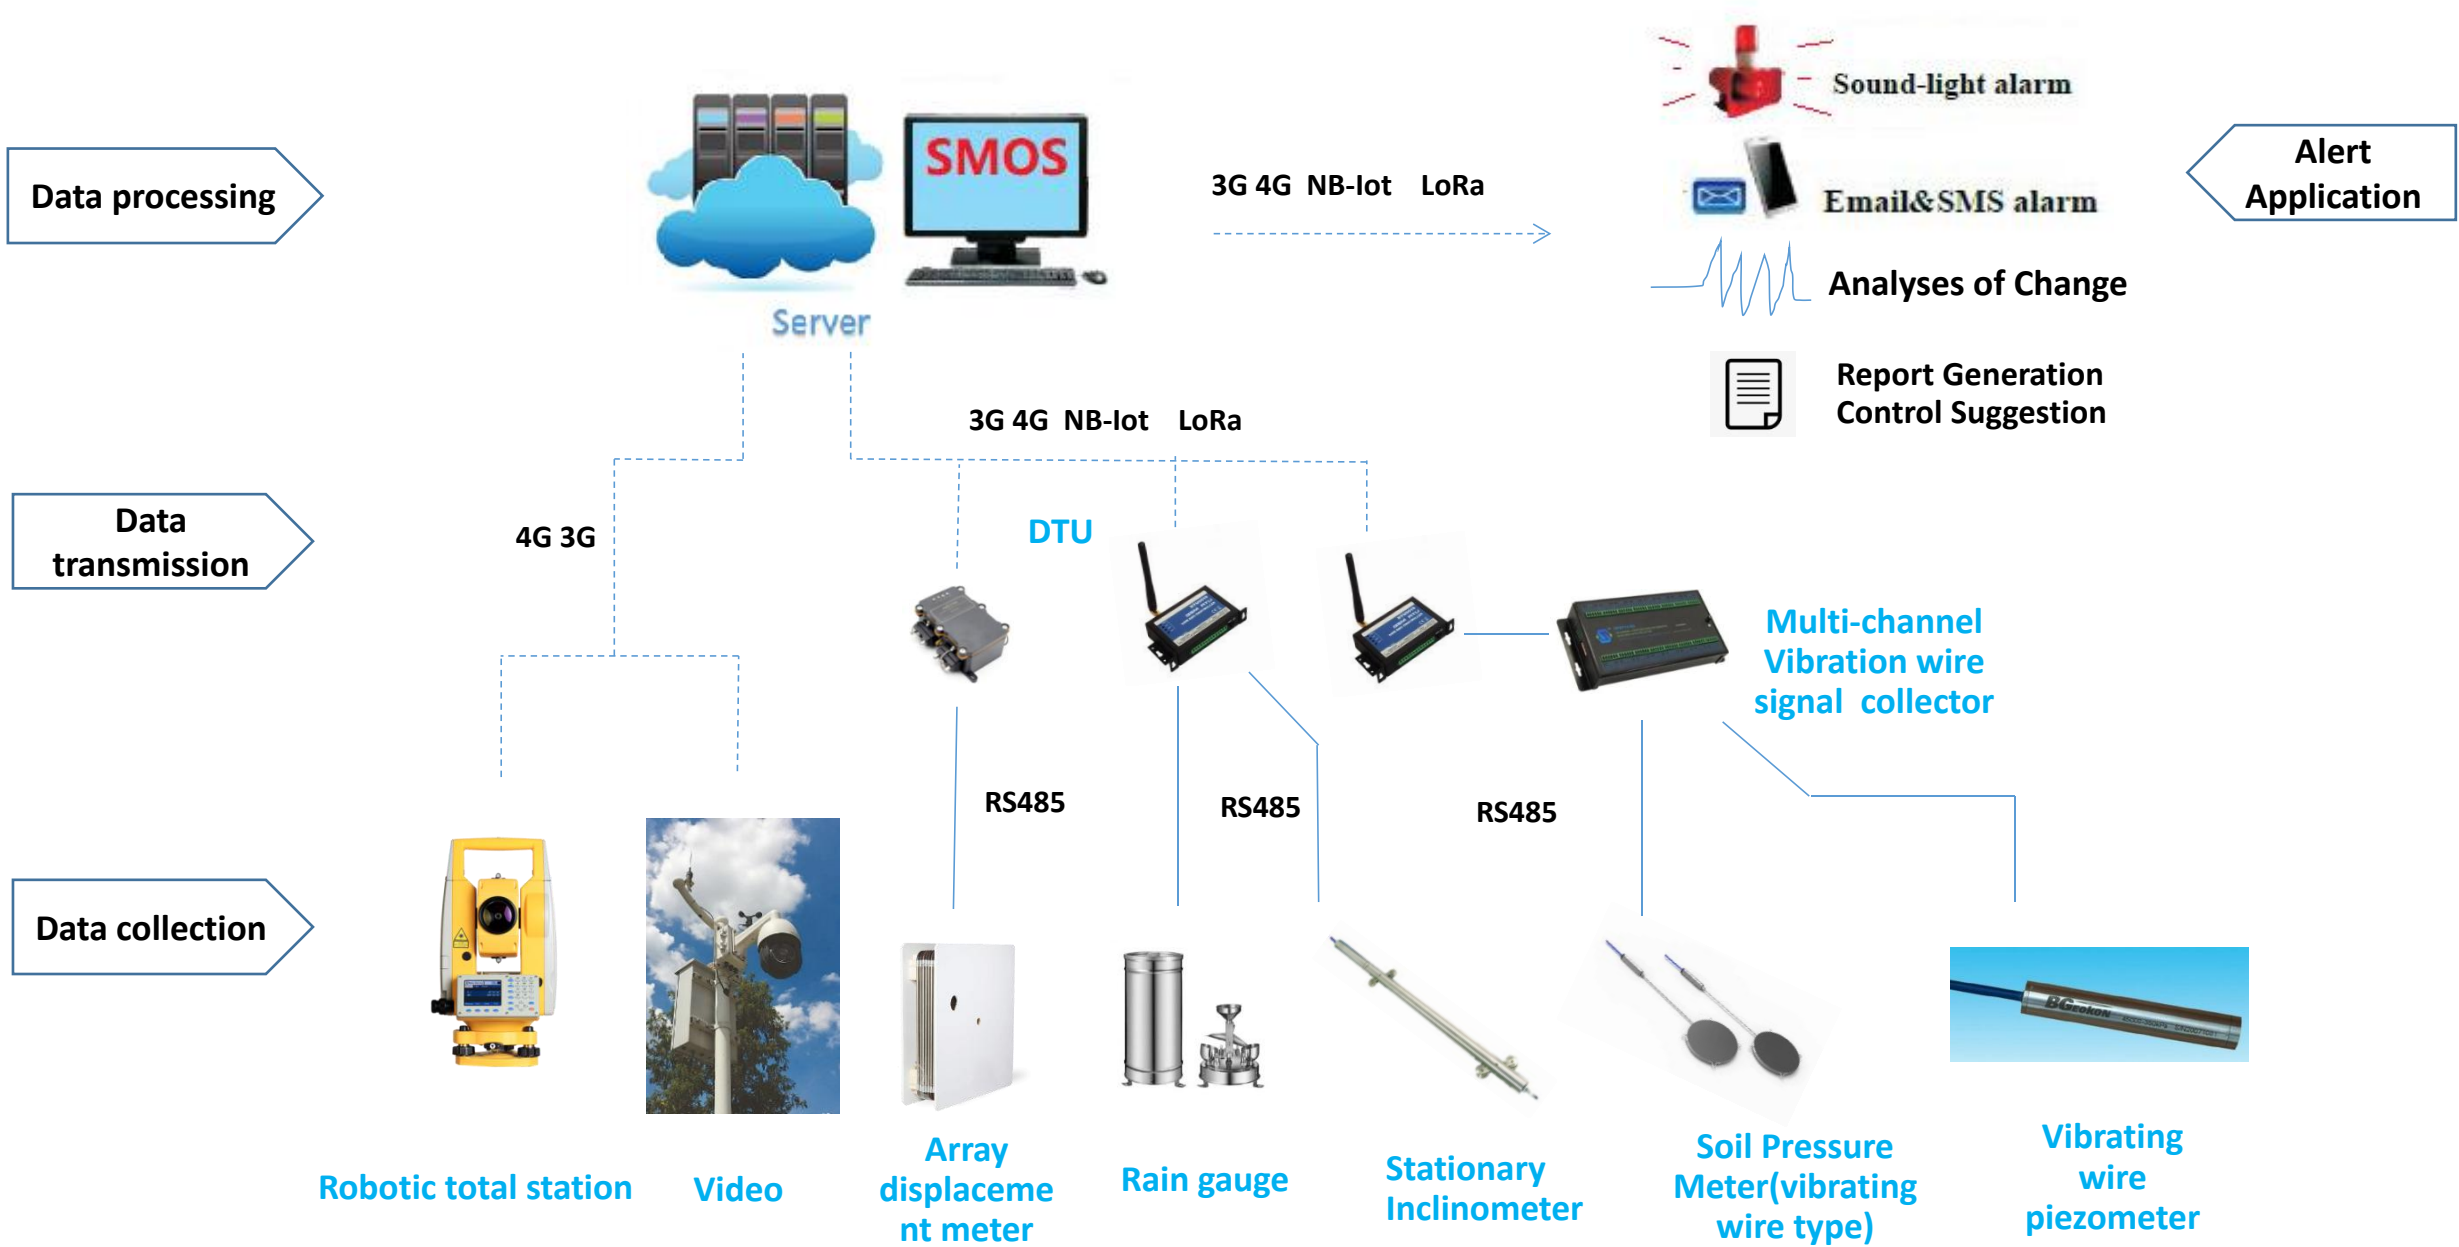 Sound-light alarm
Data processing
SMOS
3G 4G  NB-Iot    LoRa
Email&SMS alarm
Alert
Application
Analyses of Change
Server
Report Generation
Control Suggestion
3G 4G  NB-Iot    LoRa
Data
transmission
4G 3G
DTU
Multi-channel
Vibration wire
signal  collector
RS485
RS485
RS485
Data collection
BGEOKON
Robotic total station
Video
Array
displaceme
nt meter
Rain gauge
Stationary
Inclinometer
Soil Pressure
Meter(vibrating
wire type)
Vibrating
wire
piezometer